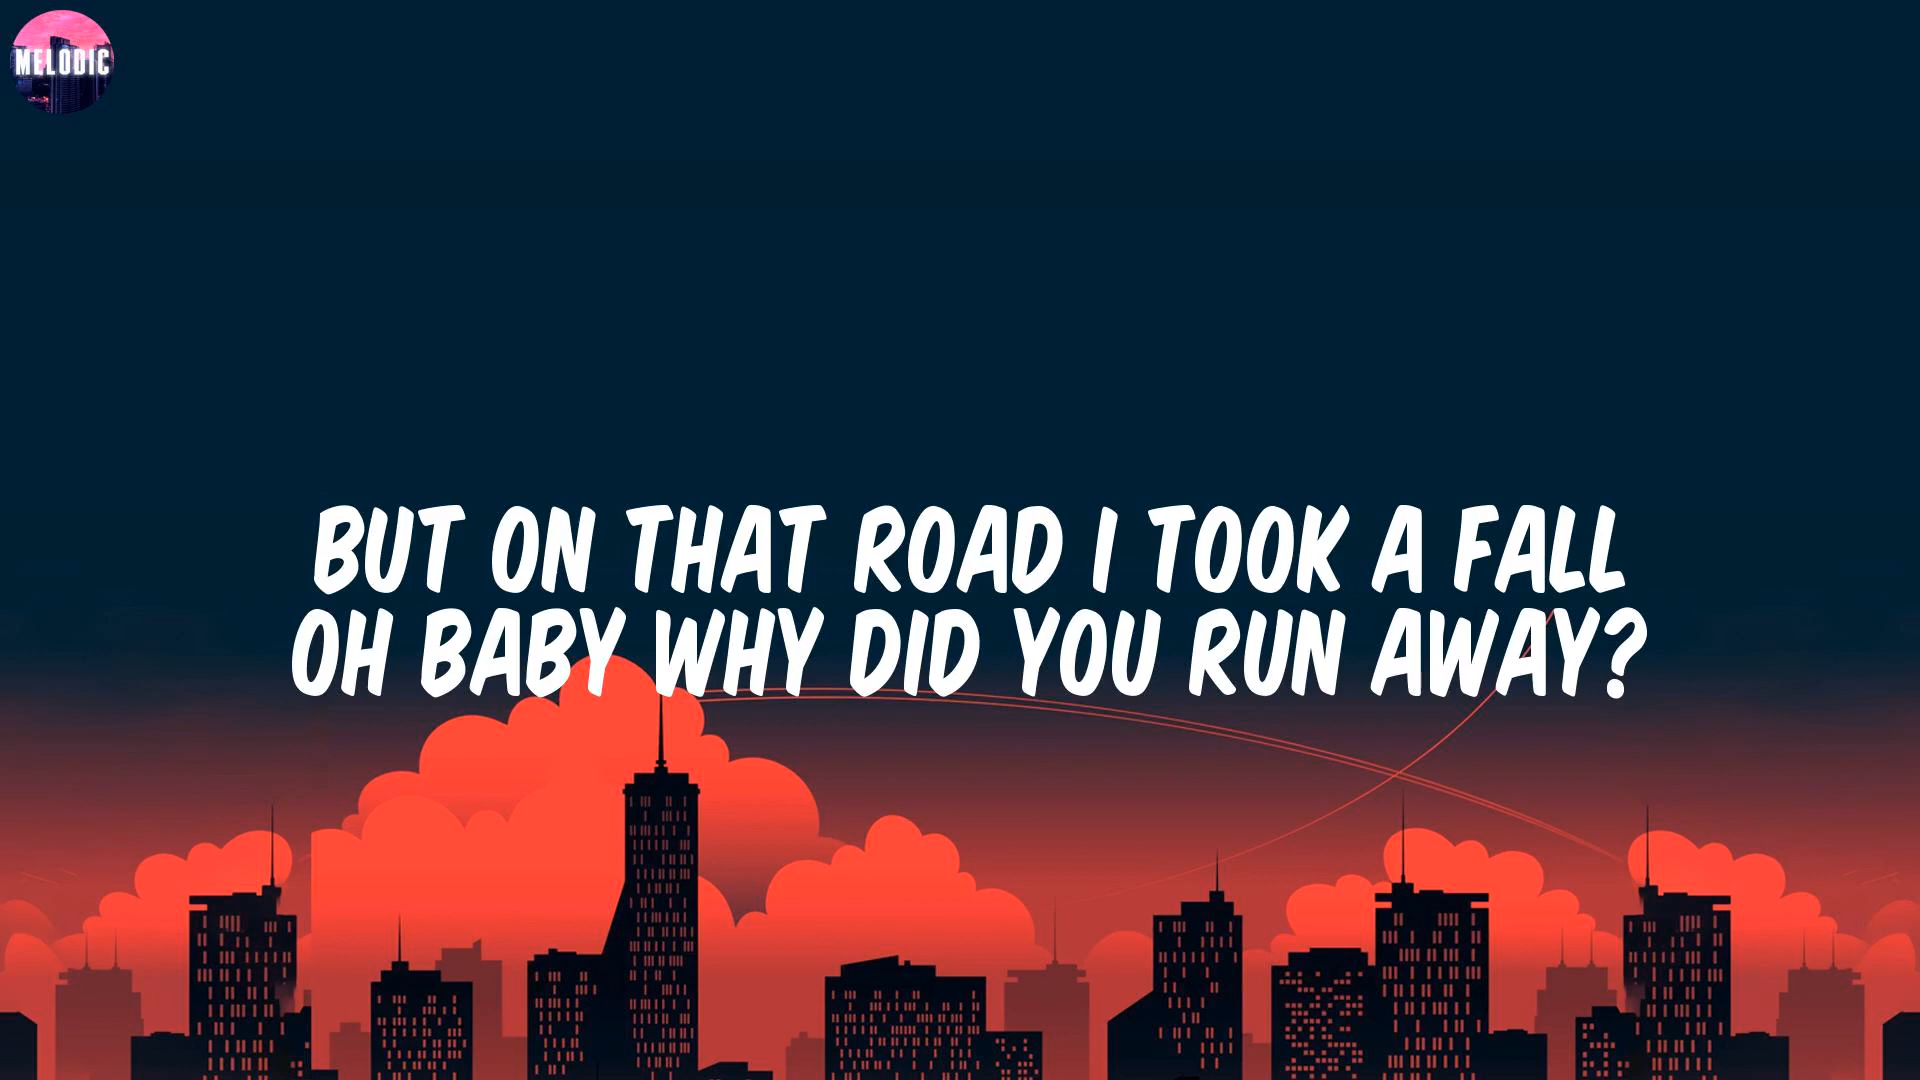 MELODIC
BUT ON THAT ROAD I TOOK A FALL
OH BABY WHY DID YOU RUN AWAY?